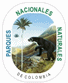 PARQUES
NACIONALES
NATURALES
DE COLOMBIA